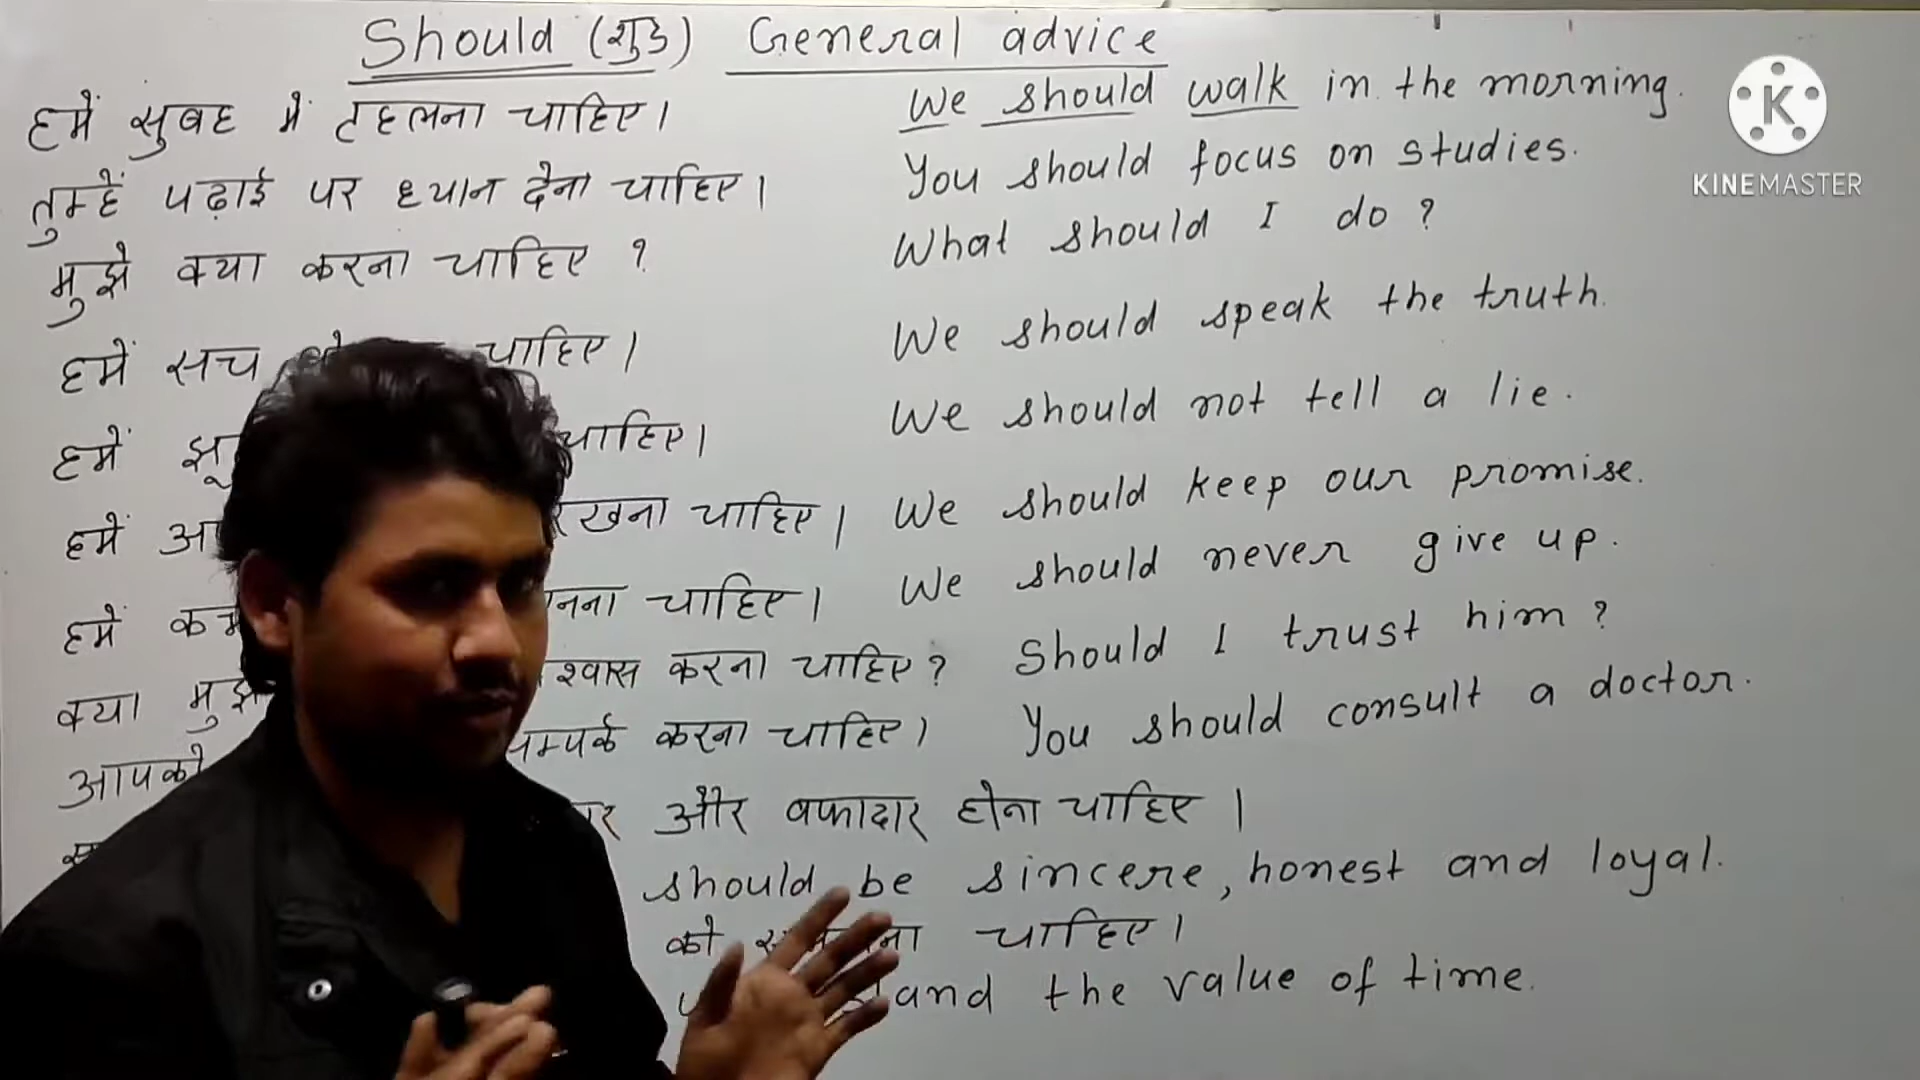 Should (शुड) General advice
हमें सुबह में टहलना चाहिए। We should walk in the morning.
तुम्हें पढ़ाई पर ध्यान देना चाहिए। You should focus on studies.
मुझे क्या करना चाहिए ? What should I do ?
हमें सच चाहिए। We should speak the truth.
हमें चाहिए। We should not tell a lie.
हमें रखना चाहिए। We should keep our promise.
हमें चाहिए। We should never give up.
क्या मुझे करना चाहिए ? Should I trust him ?
आपको सम्पर्क करना चाहिए। You should consult a doctor.
और वफादार होना चाहिए।
should be sincere, honest and loyal.
को चाहिए।
the value of time.
K
KINEMASTER